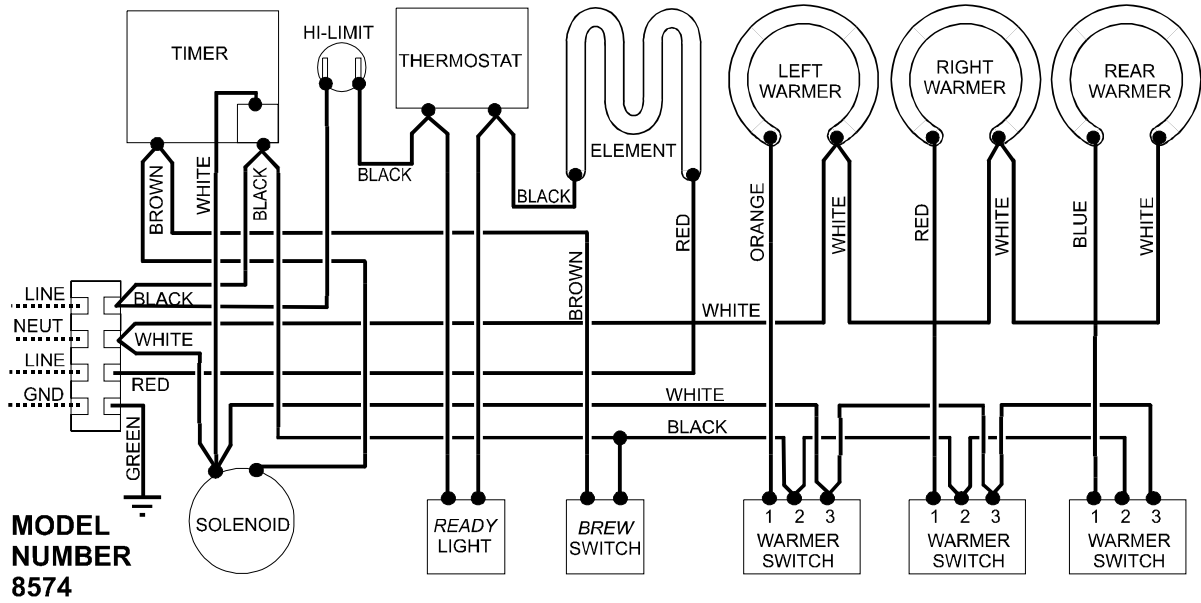 TIMER
HI-LIMIT
THERMOSTAT
ELEMENT
LEFT
WARMER
RIGHT
WARMER
REAR
WARMER
BROWN
WHITE
BLACK
BLACK
BLACK
RED
ORANGE
WHITE
RED
WHITE
BLUE
WHITE
BROWN
LINE
BLACK
NEUT
WHITE
WHITE
LINE
RED
GND
GREEN
WHITE
BLACK
SOLENOID
READY
LIGHT
BREW
SWITCH
1 2 3
WARMER
SWITCH
1 2 3
WARMER
SWITCH
1 2 3
WARMER
SWITCH
MODEL
NUMBER
8574